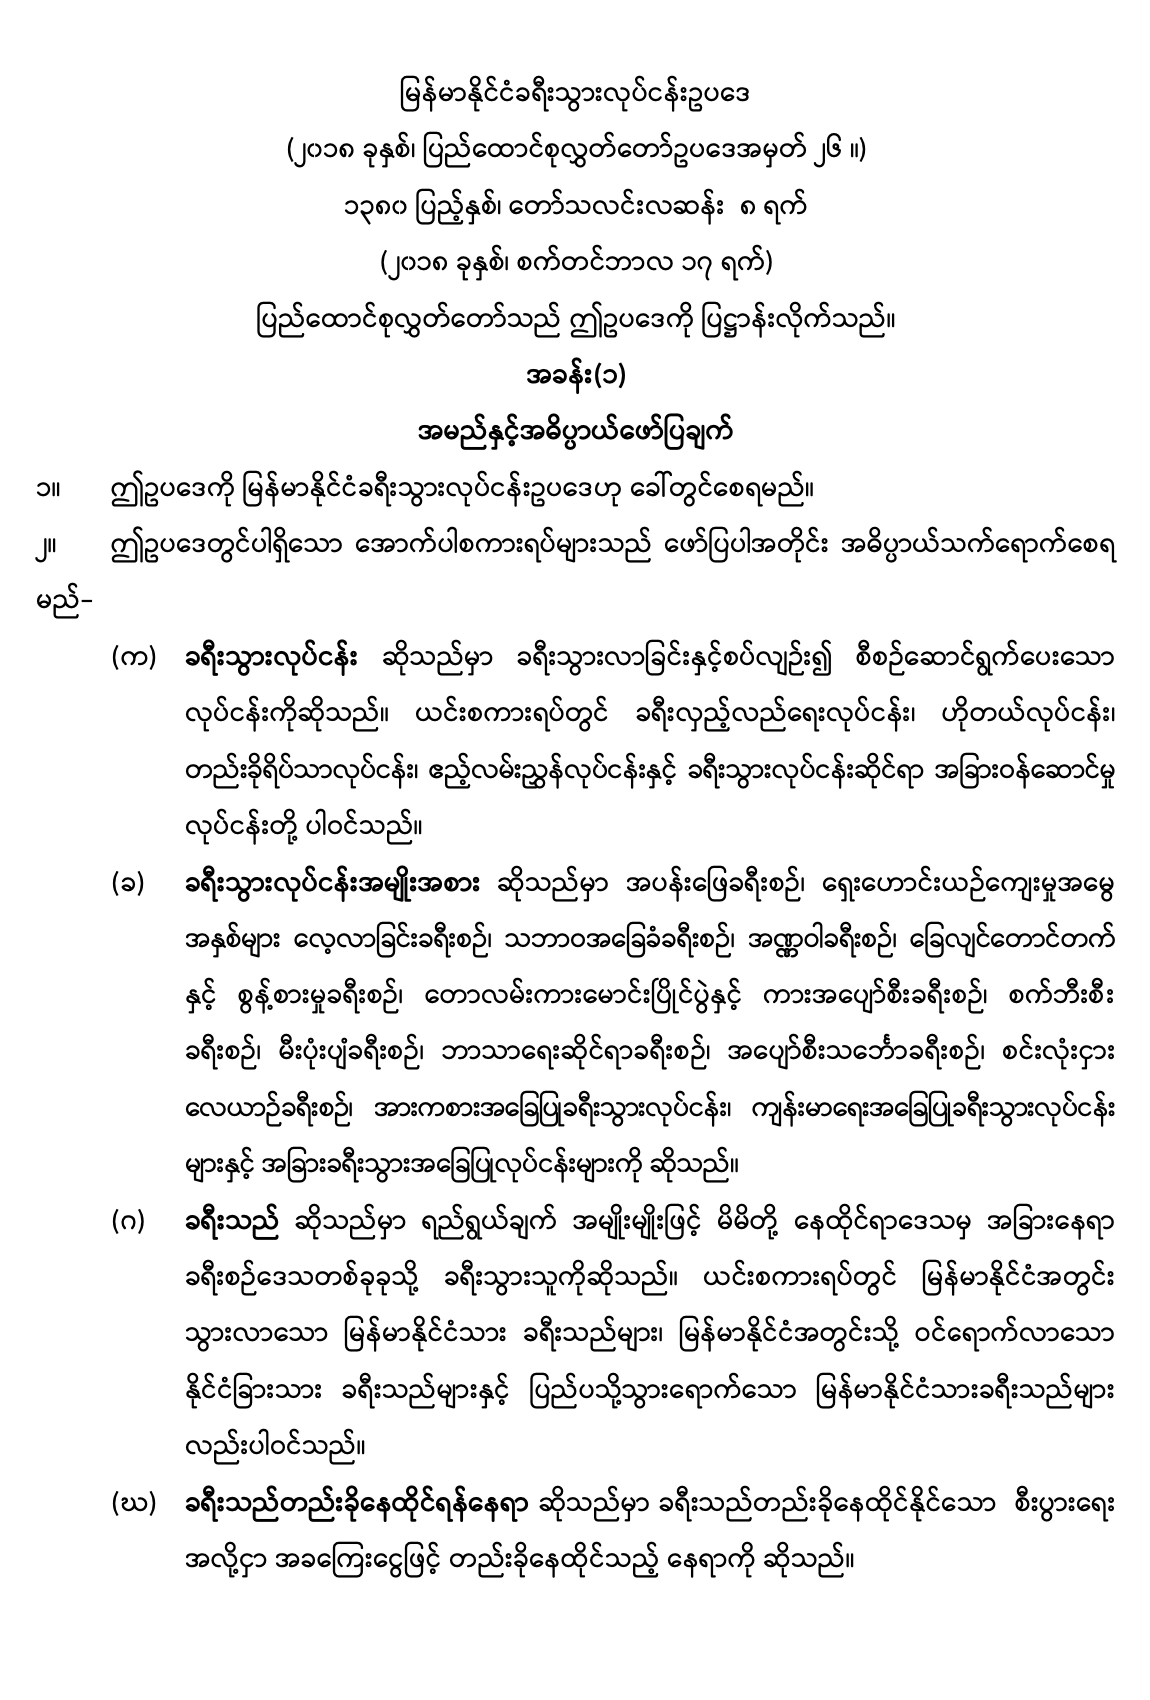 မြန်မာနိုင်ငံခရီးသွားလုပ်ငန်းဥပဒေ
(၂၀၁၈ ခုနှစ်၊ ပြည်ထောင်စုလွှတ်တော်ဥပဒေအမှတ် ၂၆ ။)
၁၃၈၀ ပြည့်နှစ်၊ တော်သလင်းလဆန်း ၈ ရက်
(၂၀၁၈ ခုနှစ်၊ စက်တင်ဘာလ ၁၇ ရက်)
ပြည်ထောင်စုလွှတ်တော်သည် ဤဥပဒေကို ပြဋ္ဌာန်းလိုက်သည်။
အခန်း(၁)
အမည်နှင့်အဓိပ္ပာယ်ဖော်ပြချက်
၁။ ဤဥပဒေကို မြန်မာနိုင်ငံခရီးသွားလုပ်ငန်းဥပဒေဟု ခေါ်တွင်စေရမည်။
၂။ ဤဥပဒေတွင်ပါရှိသော အောက်ပါစကားရပ်များသည် ဖော်ပြပါအတိုင်း အဓိပ္ပာယ်သက်ရောက်စေရ
မည်-
(က) ခရီးသွားလုပ်ငန်း ဆိုသည်မှာ ခရီးသွားလာခြင်းနှင့်စပ်လျဉ်း၍ စီစဉ်ဆောင်ရွက်ပေးသော
လုပ်ငန်းကိုဆိုသည်။ ယင်းစကားရပ်တွင် ခရီးလှည့်လည်ရေးလုပ်ငန်း၊ ဟိုတယ်လုပ်ငန်း၊
တည်းခိုရိပ်သာလုပ်ငန်း၊ ဧည့်လမ်းညွှန်လုပ်ငန်းနှင့် ခရီးသွားလုပ်ငန်းဆိုင်ရာ အခြားဝန်ဆောင်မှု
လုပ်ငန်းတို့ ပါဝင်သည်။
(ခ) ခရီးသွားလုပ်ငန်းအမျိုးအစား ဆိုသည်မှာ အပန်းဖြေခရီးစဉ်၊ ရှေးဟောင်းယဉ်ကျေးမှုအမွေ
အနှစ်များ လေ့လာခြင်းခရီးစဉ်၊ သဘာဝအခြေခံခရီးစဉ်၊ အဏ္ဏဝါခရီးစဉ်၊ ခြေလျင်တောင်တက်
နှင့် စွန့်စားမှုခရီးစဉ်၊ တောလမ်းကားမောင်းပြိုင်ပွဲနှင့် ကားအပျော်စီးခရီးစဉ်၊ စက်ဘီးစီး
ခရီးစဉ်၊ မီးပုံးပျံခရီးစဉ်၊ ဘာသာရေးဆိုင်ရာခရီးစဉ်၊ အပျော်စီးသင်္ဘောခရီးစဉ်၊ စင်းလုံးငှား
လေယာဉ်ခရီးစဉ်၊ အားကစားအခြေပြုခရီးသွားလုပ်ငန်း၊ ကျန်းမာရေးအခြေပြုခရီးသွားလုပ်ငန်း
များနှင့် အခြားခရီးသွားအခြေပြုလုပ်ငန်းများကို ဆိုသည်။
(ဂ) ခရီးသည် ဆိုသည်မှာ ရည်ရွယ်ချက် အမျိုးမျိုးဖြင့် မိမိတို့ နေထိုင်ရာဒေသမှ အခြားနေရာ
ခရီးစဉ်ဒေသတစ်ခုခုသို့ ခရီးသွားသူကိုဆိုသည်။ ယင်းစကားရပ်တွင် မြန်မာနိုင်ငံအတွင်း
သွားလာသော မြန်မာနိုင်ငံသား ခရီးသည်များ၊ မြန်မာနိုင်ငံအတွင်းသို့ ဝင်ရောက်လာသော
နိုင်ငံခြားသား ခရီးသည်များနှင့် ပြည်ပသို့သွားရောက်သော မြန်မာနိုင်ငံသားခရီးသည်များ
လည်းပါဝင်သည်။
(ဃ) ခရီးသည်တည်းခိုနေထိုင်ရန်နေရာ ဆိုသည်မှာ ခရီးသည်တည်းခိုနေထိုင်နိုင်သော စီးပွားရေး
အလို့ငှာ အခကြေးငွေဖြင့် တည်းခိုနေထိုင်သည့် နေရာကို ဆိုသည်။